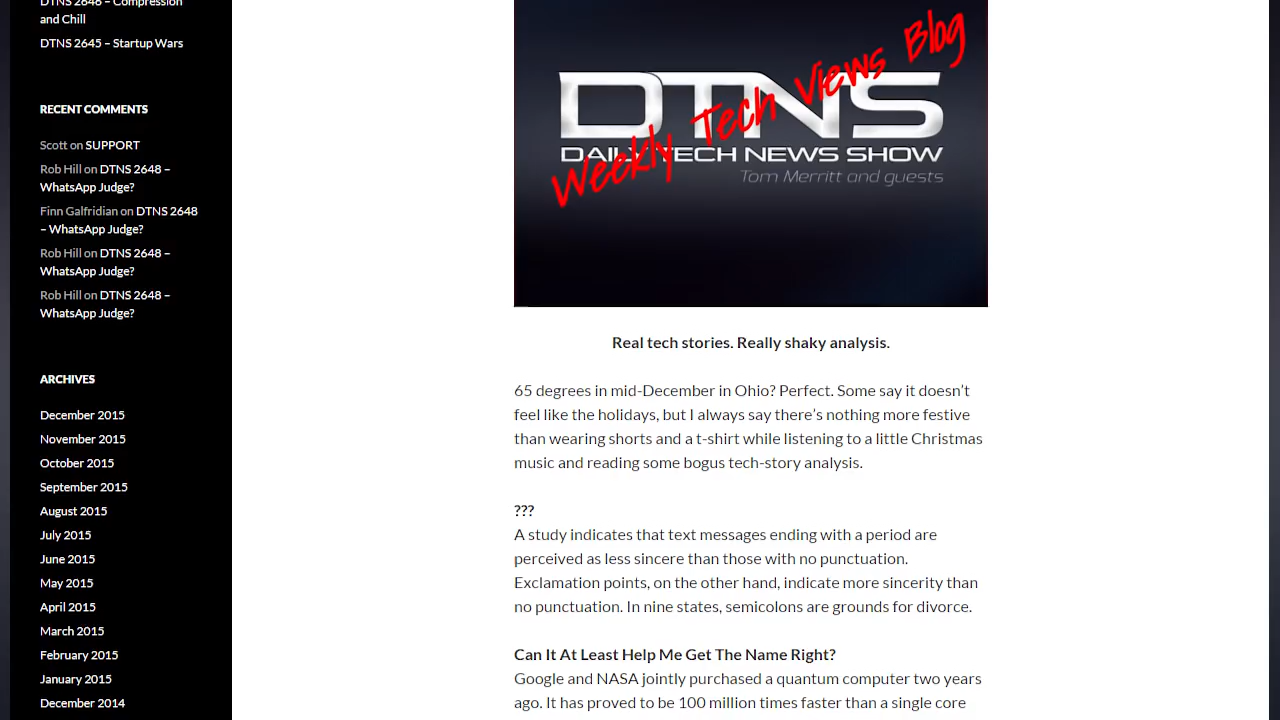 DTNS 2646 – Compression
and Chill
DTNS 2645 – Startup Wars
RECENT COMMENTS
Scott on SUPPORT
Rob Hill on DTNS 2648 –
WhatsApp Judge?
Finn Galfridian on DTNS 2648
– WhatsApp Judge?
Rob Hill on DTNS 2648 –
WhatsApp Judge?
Rob Hill on DTNS 2648 –
WhatsApp Judge?
ARCHIVES
December 2015
November 2015
October 2015
September 2015
August 2015
July 2015
June 2015
May 2015
April 2015
March 2015
February 2015
January 2015
December 2014
Weekly Tech Views Blog
DTNS
DAILY TECH NEWS SHOW
Tom Merritt and guests
Real tech stories. Really shaky analysis.
65 degrees in mid-December in Ohio? Perfect. Some say it doesn’t
feel like the holidays, but I always say there’s nothing more festive
than wearing shorts and a t-shirt while listening to a little Christmas
music and reading some bogus tech-story analysis.
???
A study indicates that text messages ending with a period are
perceived as less sincere than those with no punctuation.
Exclamation points, on the other hand, indicate more sincerity than
no punctuation. In nine states, semicolons are grounds for divorce.
Can It At Least Help Me Get The Name Right?
Google and NASA jointly purchased a quantum computer two years
ago. It has proved to be 100 million times faster than a single core